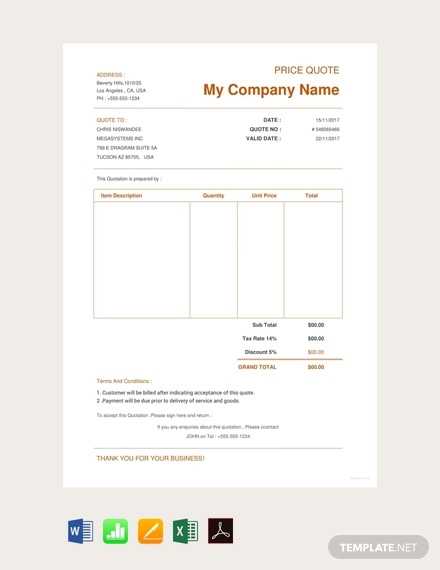 PRICE QUOTE
My Company Name
ADDRESS :
Beverly Hills,1010/25
Los Angeles , CA, USA
PH : +555-555-1234
QUOTE TO :
CHRIS NISWANDEE
MEGASYSTEMS INC
799 E DRAGRAM SUITE 5A
TUCSON AZ 85705, USA
DATE : 15/11/2017
QUOTE NO : # 546565466
VALID DATE : 22/11/2017
This Quotation is prepared by :
Item Description Quantity Unit Price Total
Sub Total $00.00
Tax Rate 14% $00.00
Discount 5% $00.00
GRAND TOTAL $00.00
Terms And Conditions :
1. Customer will be billed after indicating acceptance of this quote.
2 .Payment will be due prior to delivery of service and goods.
To accept this Quotation ,Please sign here and return :
If you any enquiries about this quotation , Please ccontact
JOHN on Tel : +555-555-1234
THANK YOU FOR YOUR BUSINESS!
TEMPLATE.NET